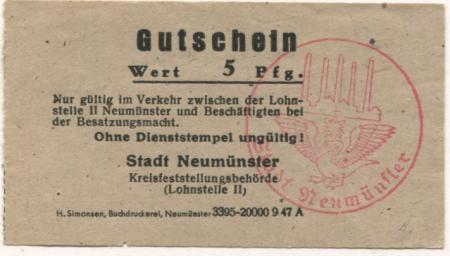 Gutschein
Wert 5 Pfg.
Nur gültig im Verkehr zwischen der Lohn-
stelle II Neumünster und Beschäftigten bei
der Besatzungsmacht.
Ohne Dienststempel ungültig!
Stadt Neumünster
Kreisfeststellungsbehörde
(Lohnstelle II)
H. Simonsen, Buchdruckerei, Neumünster 3395-20000 9 47 A
Stadt Neumünster